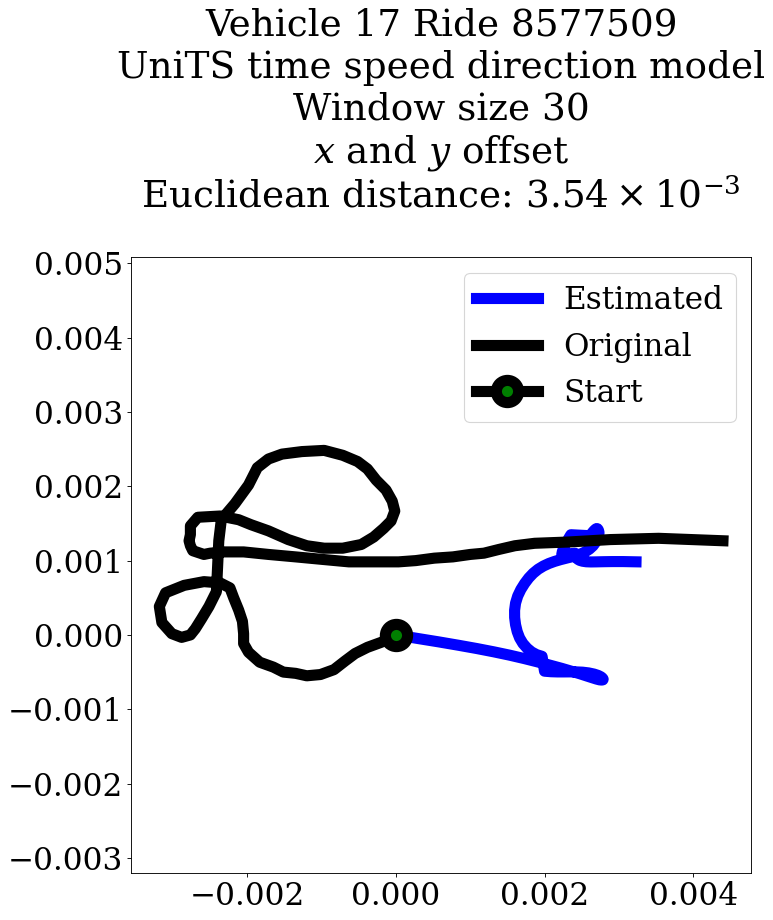 Vehicle 17 Ride 8577509
UniTS time speed direction model
Window size 30
x and y offset
Euclidean distance: 3.54 × 10⁻³
Estimated
Original
Start
0.005
0.004
0.003
0.002
0.001
0.000
−0.001
−0.002
−0.003
−0.002 0.000 0.002 0.004